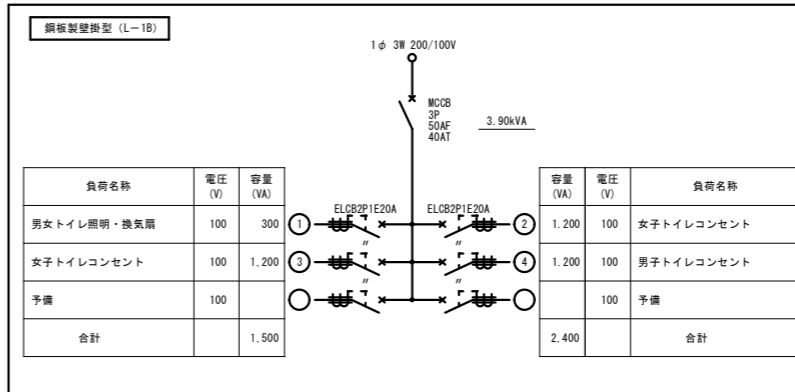 鋼板製壁掛型（L－1B）
1φ 3W 200/100V
MCCB
3P
50AF
40AT
3.90kVA
負荷名称 電圧(V) 容量(VA)
ELCB2P1E20A ELCB2P1E20A
容量(VA) 電圧(V) 負荷名称
男女トイレ照明・換気扇 100 300 1
2 1.200 100 女子トイレコンセント
〃 〃
女子トイレコンセント 100 1,200 3
4 1.200 100 男子トイレコンセント
〃 〃
予備 100
100 予備
合計 1,500
2,400 合計